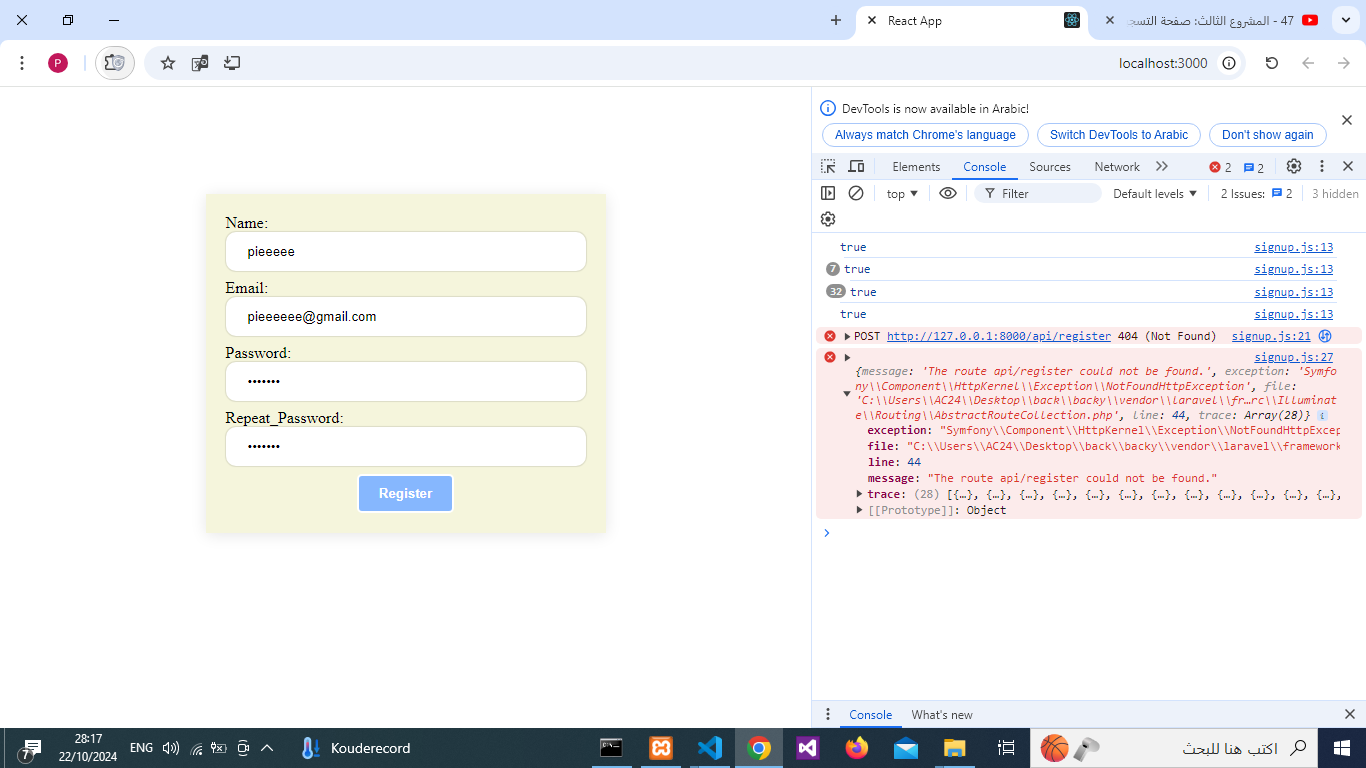 React App
47 - المشروع الثالث: صفحة التسجـ
P
localhost:3000
DevTools is now available in Arabic!
Always match Chrome's language
Switch DevTools to Arabic
Don't show again
Elements
Console
Sources
Network
2
2
top
Filter
Default levels
2 Issues:
2
3 hidden
true signup.js:13
7 true signup.js:13
32 true signup.js:13
true signup.js:13
POST http://127.0.0.1:8000/api/register 404 (Not Found) signup.js:21
signup.js:27
{message: 'The route api/register could not be found.', exception: 'Symfo
ny\\Component\\HttpKernel\\Exception\\NotFoundHttpException', file:
'C:\\Users\\AC24\\Desktop\\back\\backy\\vendor\\laravel\\fr…rc\\Illuminat
e\\Routing\\AbstractRouteCollection.php', line: 44, trace: Array(28)} i
exception: "Symfony\\Component\\HttpKernel\\Exception\\NotFoundHttpExcep
file: "C:\\Users\\AC24\\Desktop\\back\\backy\\vendor\\laravel\\framework
line: 44
message: "The route api/register could not be found."
trace: (28) [{…}, {…}, {…}, {…}, {…}, {…}, {…}, {…}, {…}, {…}, {…}, {…},
[[Prototype]]: Object
Console
What's new
Name:
pieeeee
Email:
pieeeeee@gmail.com
Password:
•••••••
Repeat_Password:
•••••••
Register
7
28:17
22/10/2024
ENG
Kouderecord
اكتب هنا للبحث